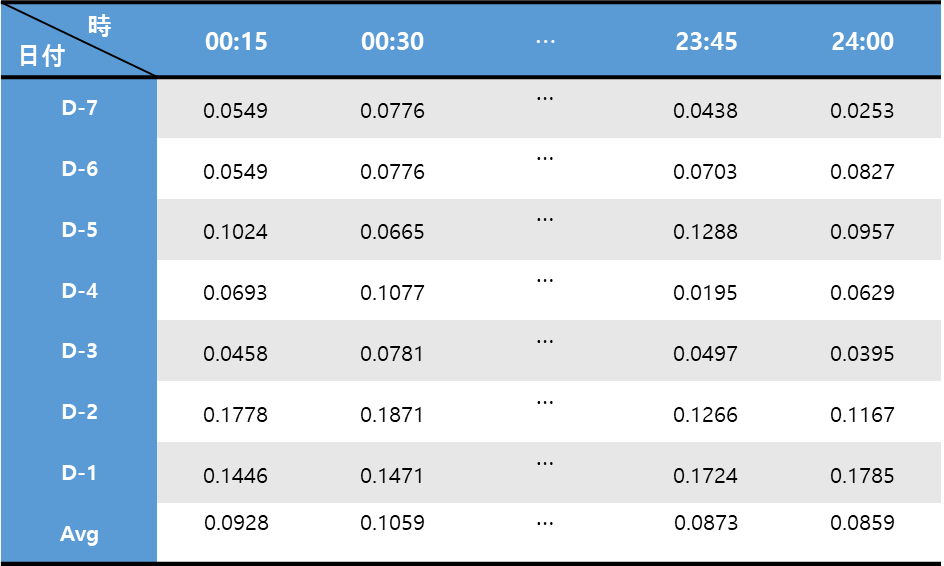 時
日付 00:15 00:30 … 23:45 24:00
D-7 0.0549 0.0776 … 0.0438 0.0253
D-6 0.0549 0.0776 … 0.0703 0.0827
D-5 0.1024 0.0665 … 0.1288 0.0957
D-4 0.0693 0.1077 … 0.0195 0.0629
D-3 0.0458 0.0781 … 0.0497 0.0395
D-2 0.1778 0.1871 … 0.1266 0.1167
D-1 0.1446 0.1471 … 0.1724 0.1785
Avg 0.0928 0.1059 … 0.0873 0.0859